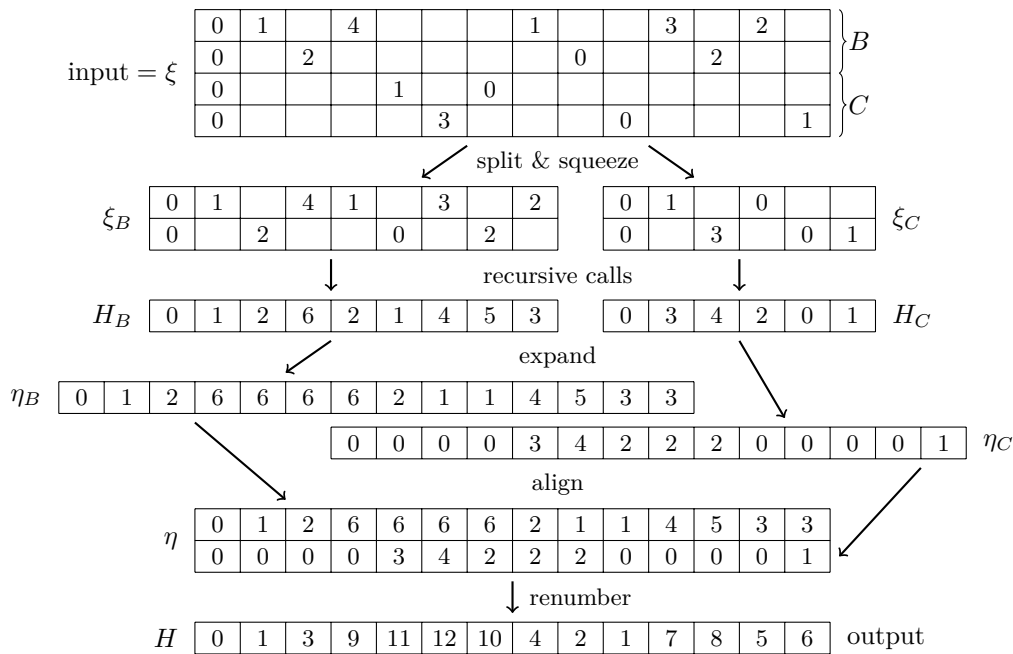 0 1 4 1 3 2
0 2 0 2
0 1 0
0 3 0 1
input = ξ
B
C
split & squeeze
ξ_B 0 1 4 1 3 2
0 2 0 2
0 1 0 ξ_C
0 3 0 1
recursive calls
H_B 0 1 2 6 2 1 4 5 3
0 3 4 2 0 1 H_C
expand
η_B 0 1 2 6 6 6 6 2 1 1 4 5 3 3
0 0 0 0 3 4 2 2 2 0 0 0 0 1 η_C
align
η 0 1 2 6 6 6 6 2 1 1 4 5 3 3
0 0 0 0 3 4 2 2 2 0 0 0 0 1
renumber
H 0 1 3 9 11 12 10 4 2 1 7 8 5 6 output